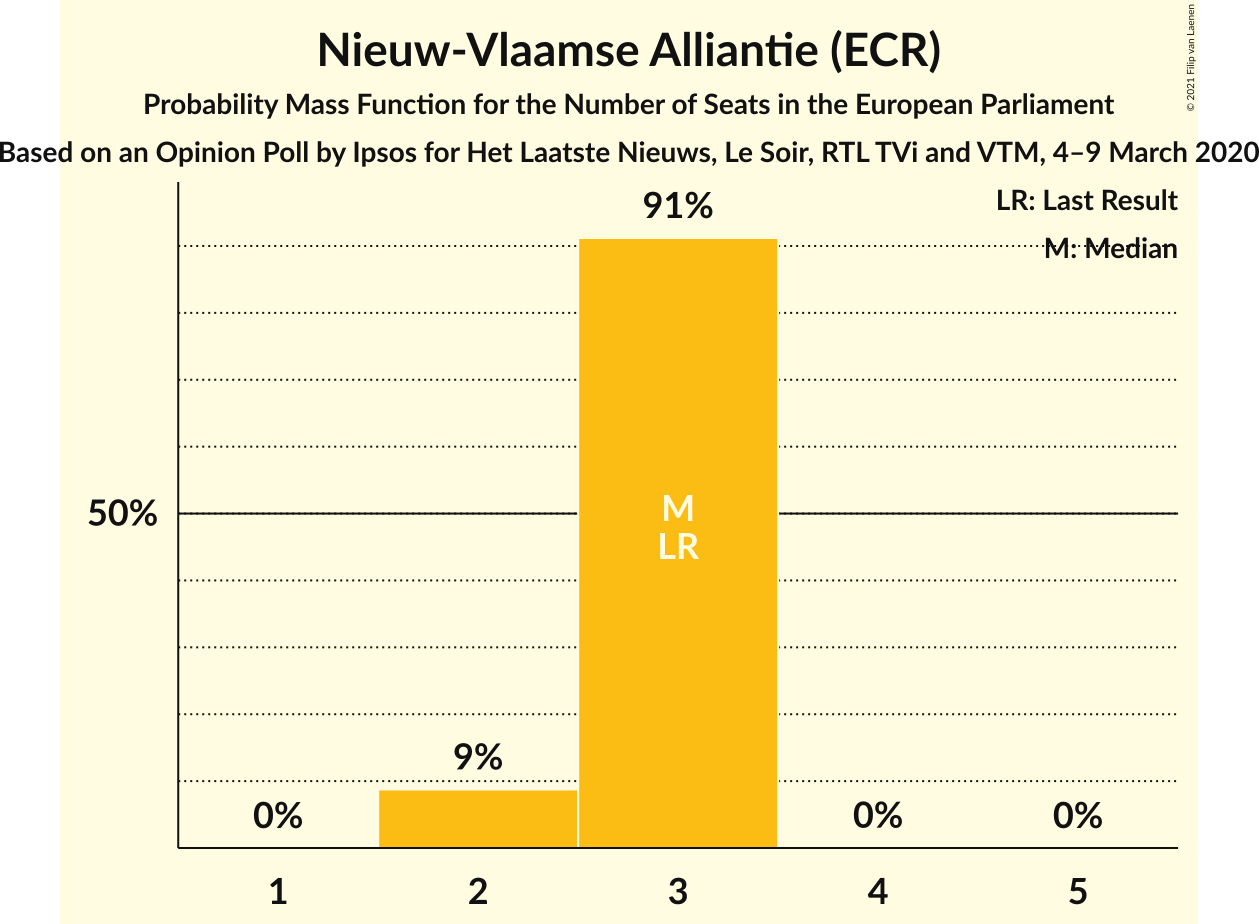 Nieuw-Vlaamse Alliantie (ECR)
Probability Mass Function for the Number of Seats in the European Parliament
Based on an Opinion Poll by Ipsos for Het Laatste Nieuws, Le Soir, RTL TVi and VTM, 4–9 March 2020
© 2021 Filip van Laenen
LR: Last Result
M: Median
91%
50%
M
LR
9%
0%
0%
0%
1
2
3
4
5